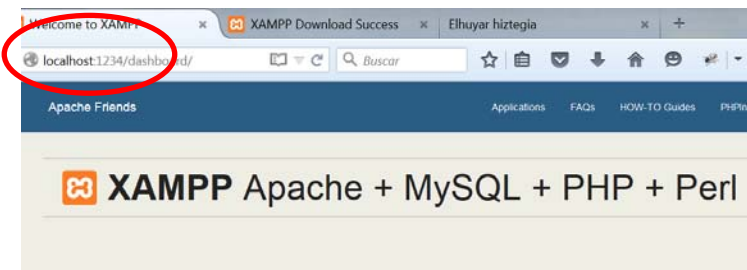 Welcome to XAMPP XAMPP Download Success Elhuyar hiztegia
localhost:1234/dashboard/ Buscar
Apache Friends Applications FAQs HOW-TO Guides PHPIn
XAMPP Apache + MySQL + PHP + Perl